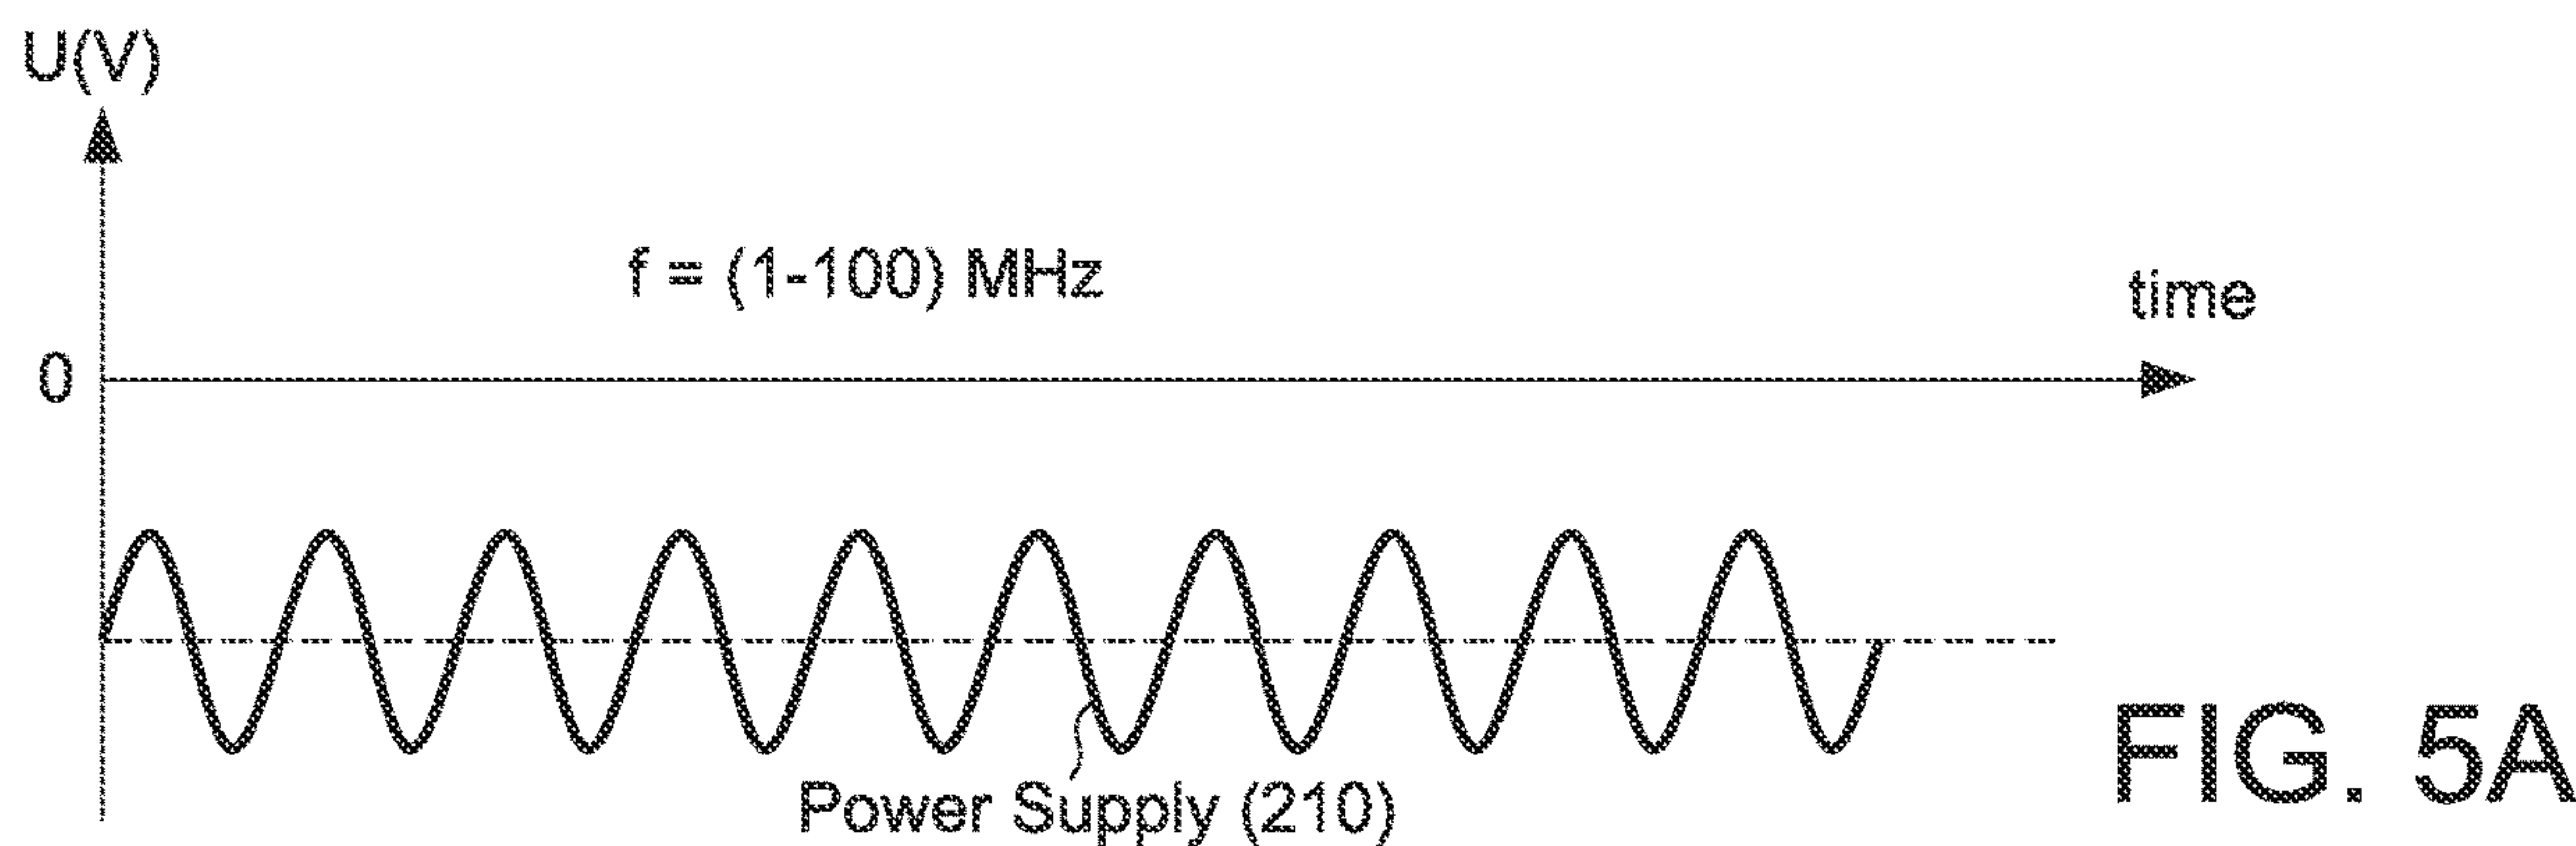 U(V)
f = (1-100) MHz
time
0
Power Supply (210)
FIG. 5A